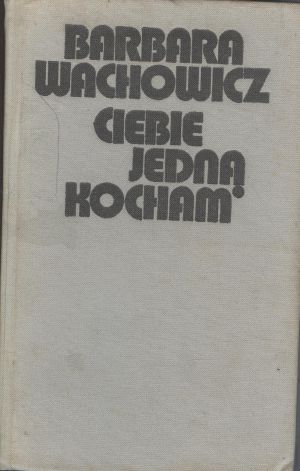 BARBARA
WACHOWICZ
CIEBIE
JEDNĄ
KOCHAM